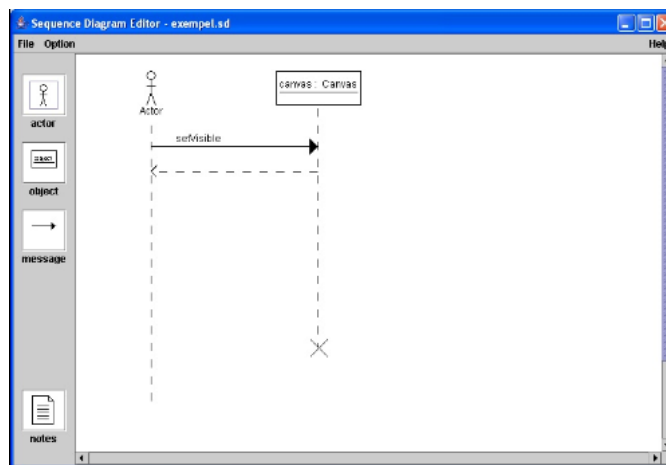 Sequence Diagram Editor - exempel.sd
File Option Help
actor
object
message
notes
Actor
canvas : Canvas
setVisible